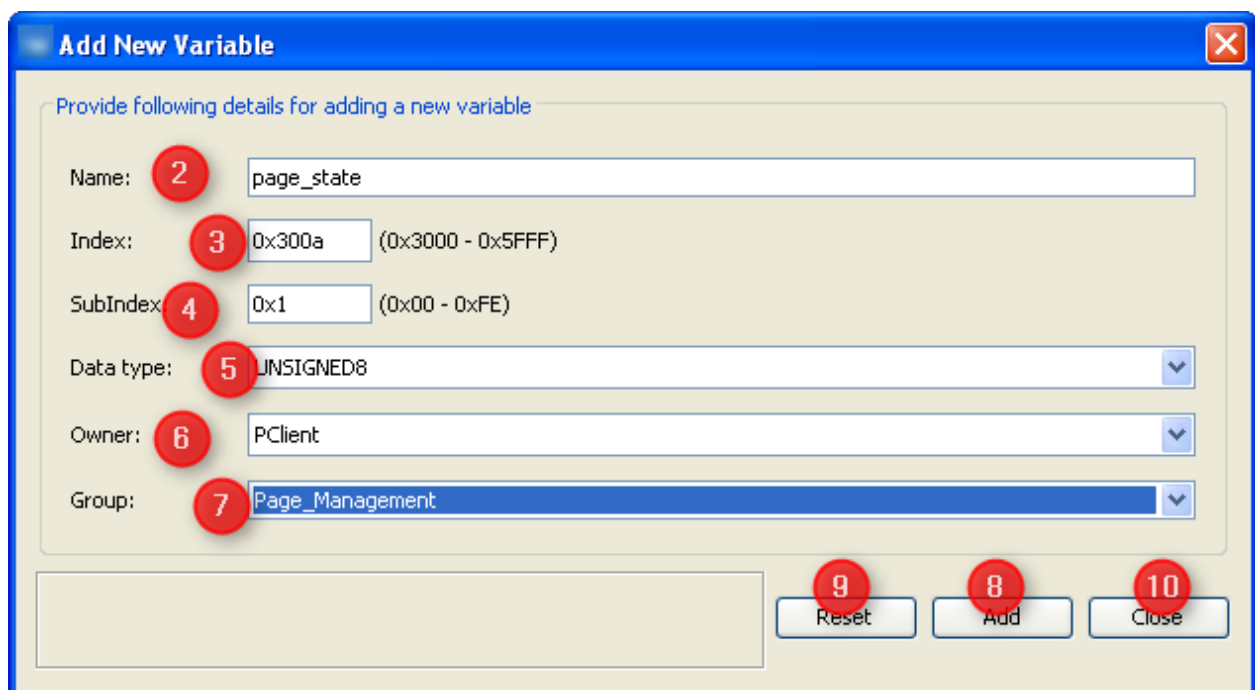 Add New Variable
Provide following details for adding a new variable
Name: 2 page_state
Index: 3 0x300a (0x3000 - 0x5FFF)
SubIndex 4 0x1 (0x00 - 0xFE)
Data type: 5 UNSIGNED8
Owner: 6 PClient
Group: 7 Page_Management
9 8 10
Reset Add Close